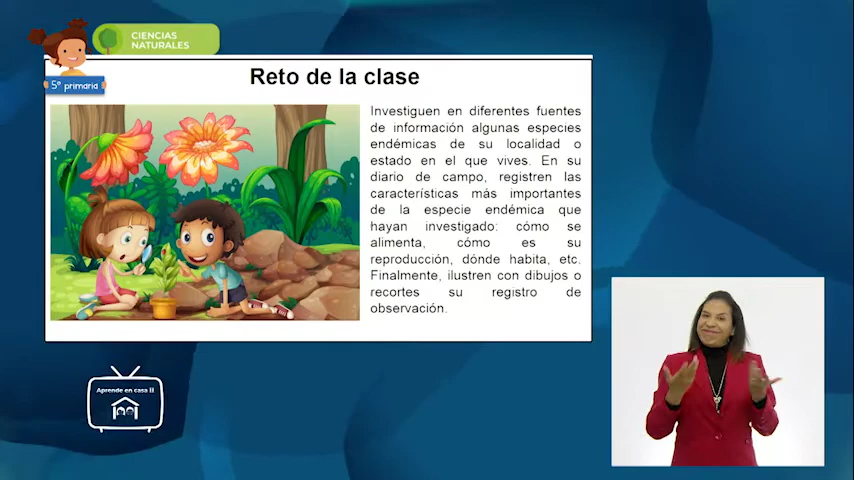 CIENCIAS
NATURALES
5° primaria
Reto de la clase
Investiguen en diferentes fuentes
de información algunas especies
endémicas de su localidad o
estado en el que vives. En su
diario de campo, registren las
características más importantes
de la especie endémica que
hayan investigado: cómo se
alimenta, cómo es su
reproducción, dónde habita, etc.
Finalmente, ilustren con dibujos o
recortes su registro de
observación.
Aprende en casa II